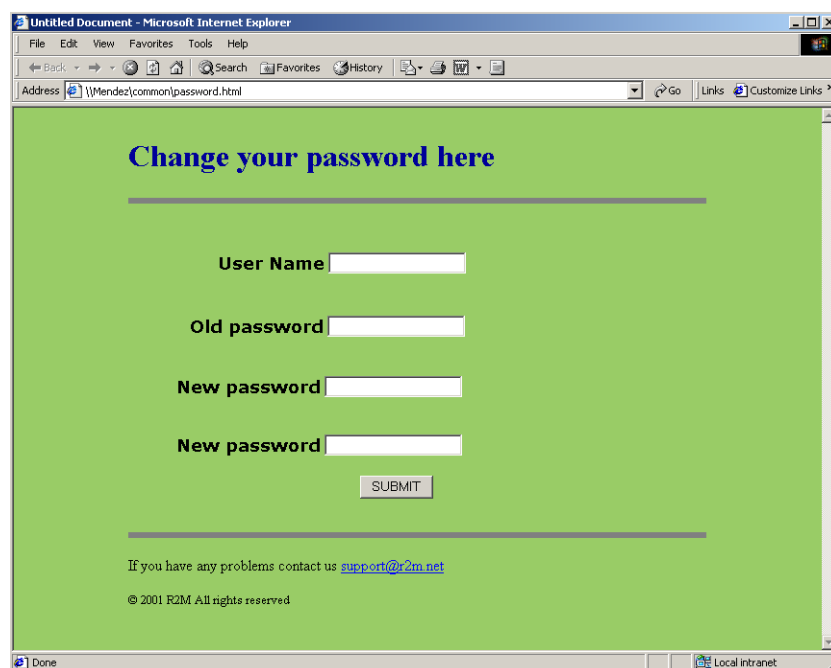 Untitled Document - Microsoft Internet Explorer
File Edit View Favorites Tools Help
Back Search Favorites History
Address \\Mendez\common\password.html Go Links Customize Links
Change your password here
User Name
Old password
New password
New password
SUBMIT
If you have any problems contact us support@r2m.net
© 2001 R2M All rights reserved
Done Local intranet